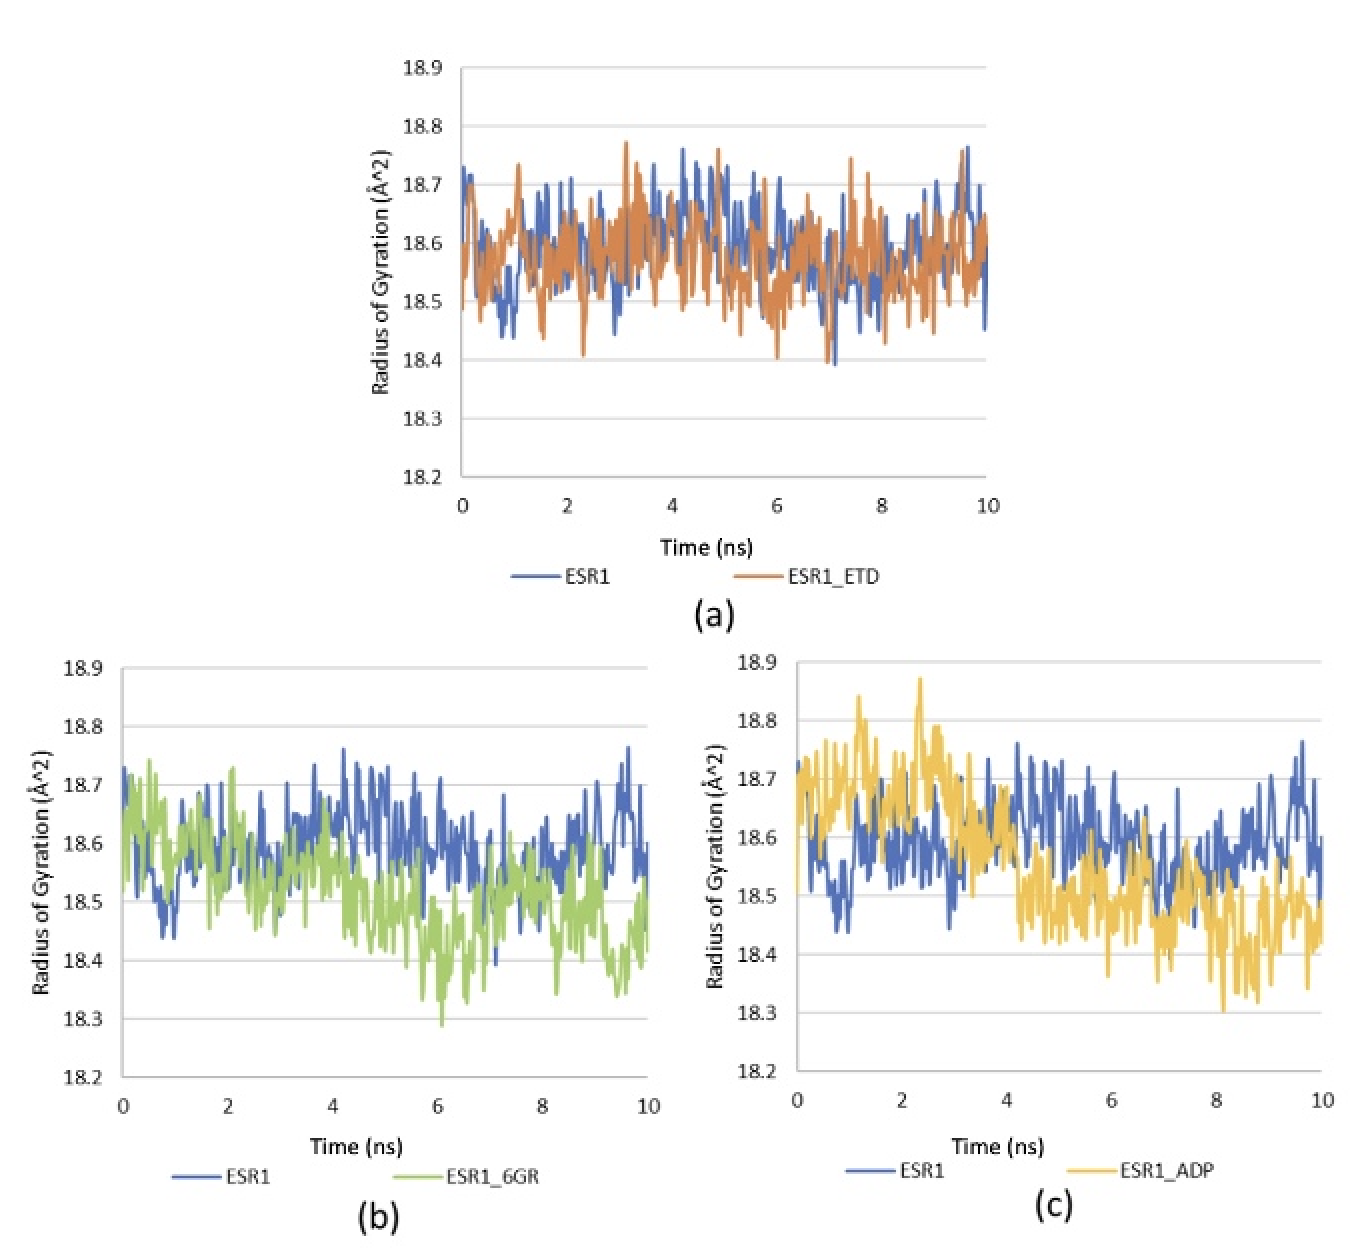 18.9
18.8
18.7
18.6
18.5
18.4
18.3
18.2
Radius of Gyration (Å^2)
0 2 4 6 8 10
Time (ns)
ESR1 ESR1_ETD
(a)
18.9
18.8
18.7
18.6
18.5
18.4
18.3
18.2
Radius of Gyration (Å^2)
0 2 4 6 8 10
Time (ns)
ESR1 ESR1_6GR
(b)
18.9
18.8
18.7
18.6
18.5
18.4
18.3
18.2
Radius of Gyration (Å^2)
0 2 4 6 8 10
Time (ns)
ESR1 ESR1_ADP
(c)